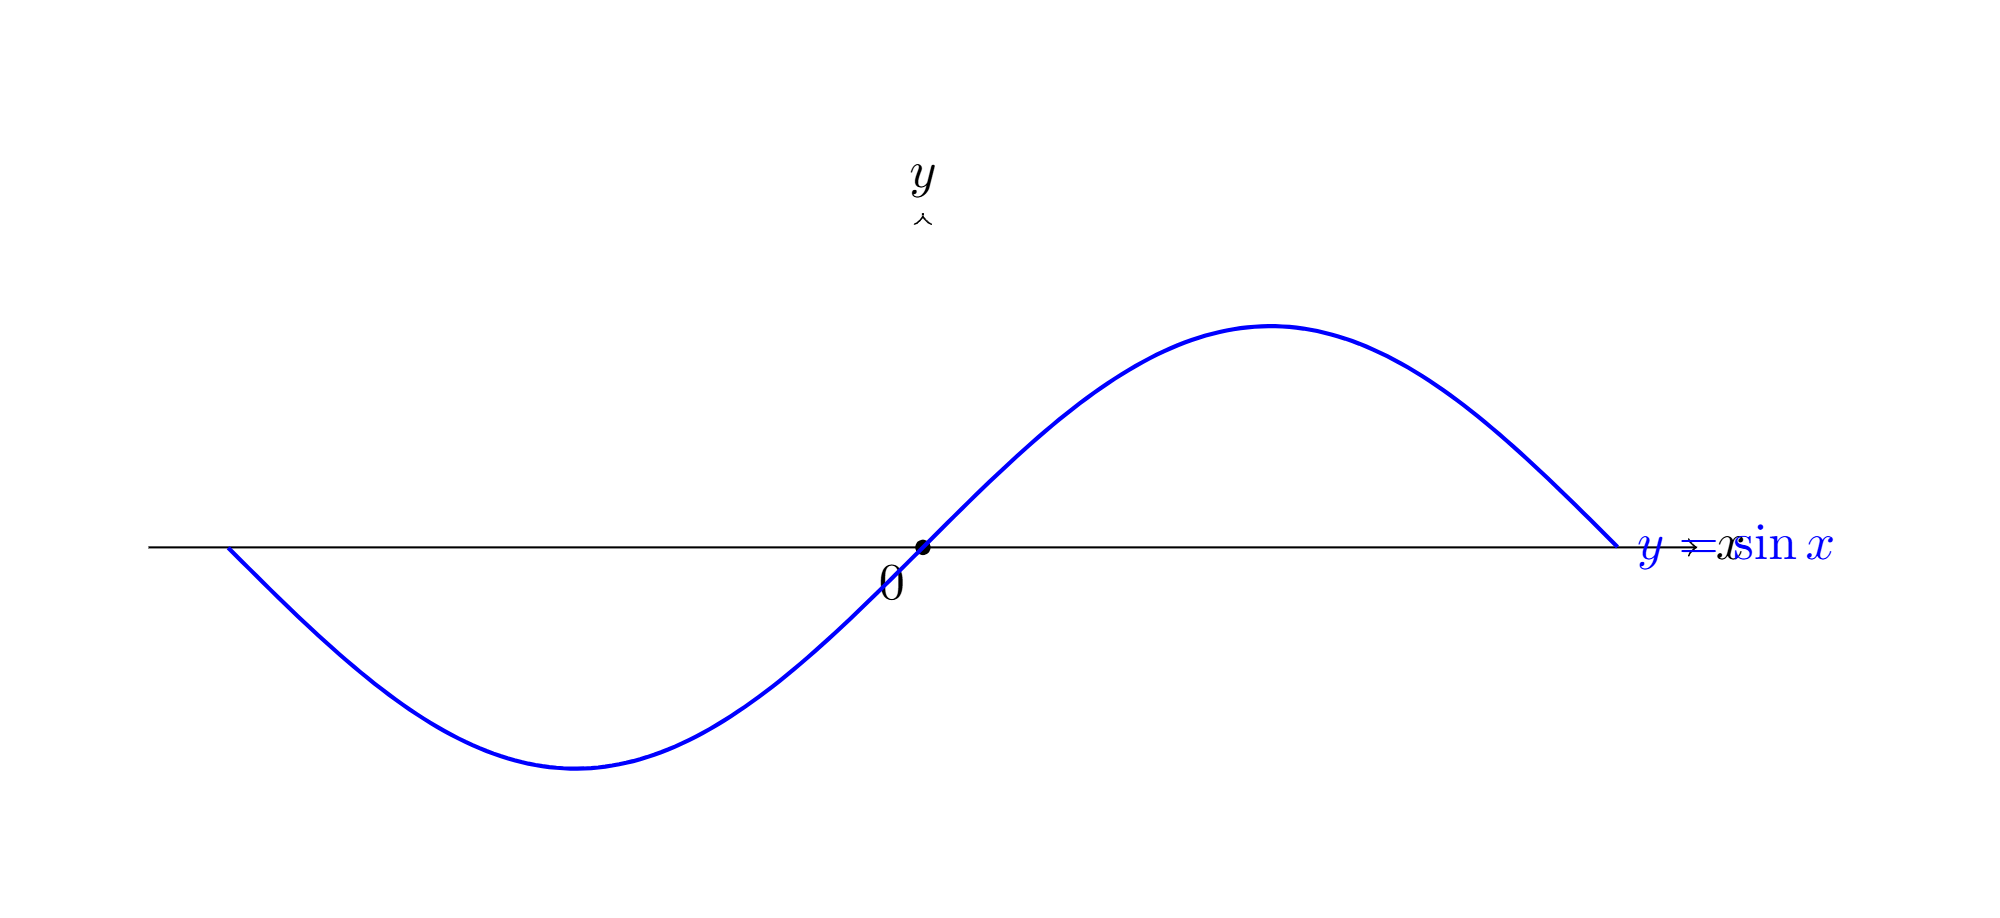 y
y = sin x
x
0